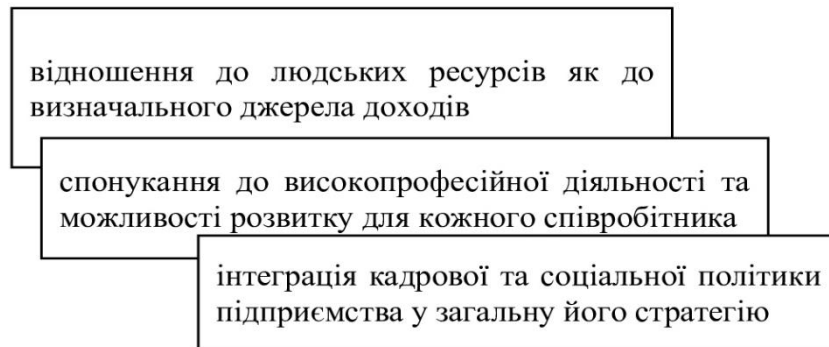 відношення до людських ресурсів як до
визначального джерела доходів
спонукання до високопрофесійної діяльності та
можливості розвитку для кожного співробітника
інтеграція кадрової та соціальної політики
підприємства у загальну його стратегію